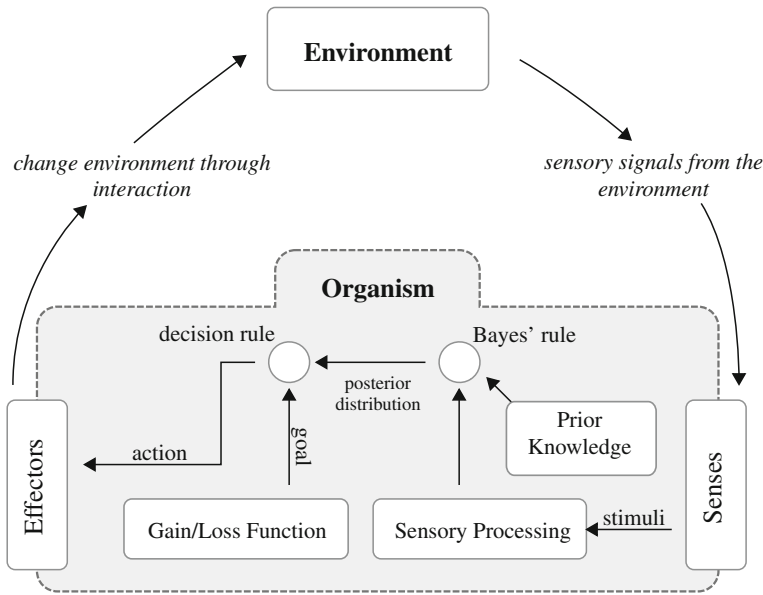 Environment
change environment through
interaction
sensory signals from the
environment
Organism
decision rule
Bayes’ rule
posterior
distribution
Prior
Knowledge
goal
action
Effectors
Senses
Gain/Loss Function
Sensory Processing
stimuli